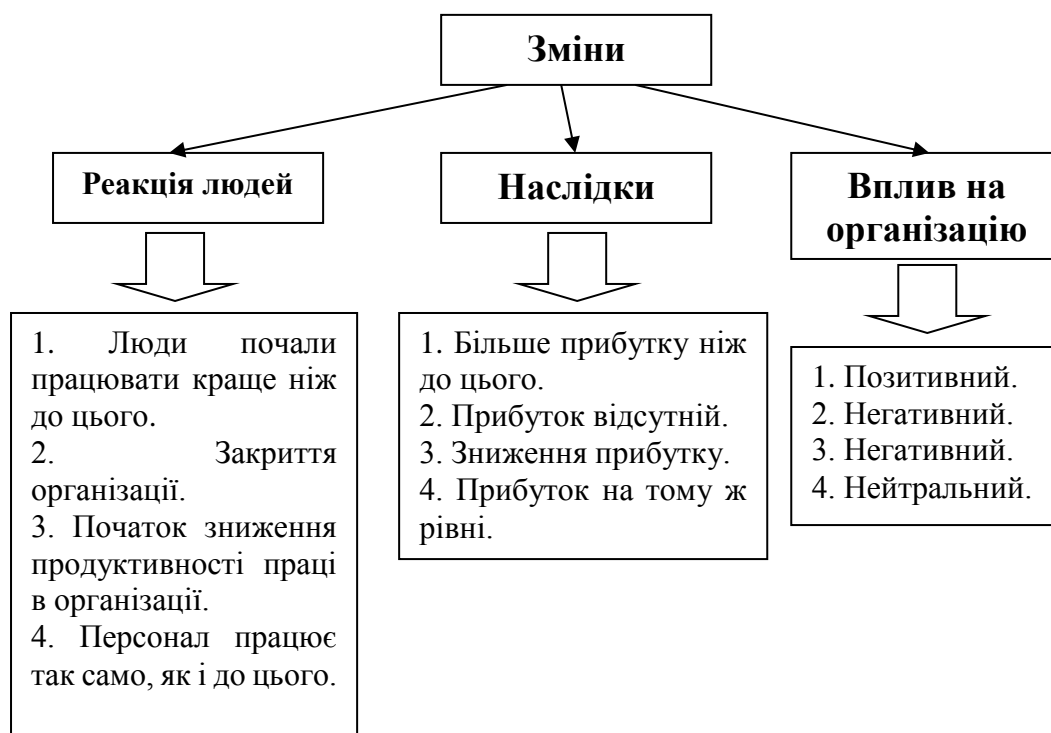 Зміни
Реакція людей
Наслідки
Вплив на
організацію
1. Люди почали
працювати краще ніж
до цього.
2. Закриття
організації.
3. Початок зниження
продуктивності праці
в організації.
4. Персонал працює
так само, як і до цього.
1. Більше прибутку ніж
до цього.
2. Прибуток відсутній.
3. Зниження прибутку.
4. Прибуток на тому ж
рівні.
1. Позитивний.
2. Негативний.
3. Негативний.
4. Нейтральний.